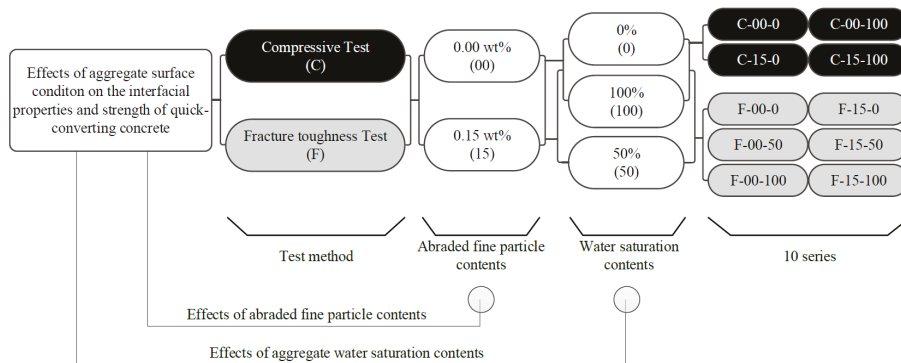 Effects of aggregate surface
conditon on the interfacial
properties and strength of quick-
converting concrete
Compressive Test
(C)
Fracture toughness Test
(F)
0.00 wt%
(00)
0.15 wt%
(15)
0%
(0)
100%
(100)
50%
(50)
C-00-0
C-00-100
C-15-0
C-15-100
F-00-0
F-15-0
F-00-50
F-15-50
F-00-100
F-15-100
Test method
Abraded fine particle
contents
Water saturation
contents
10 series
Effects of abraded fine particle contents
Effects of aggregate water saturation contents